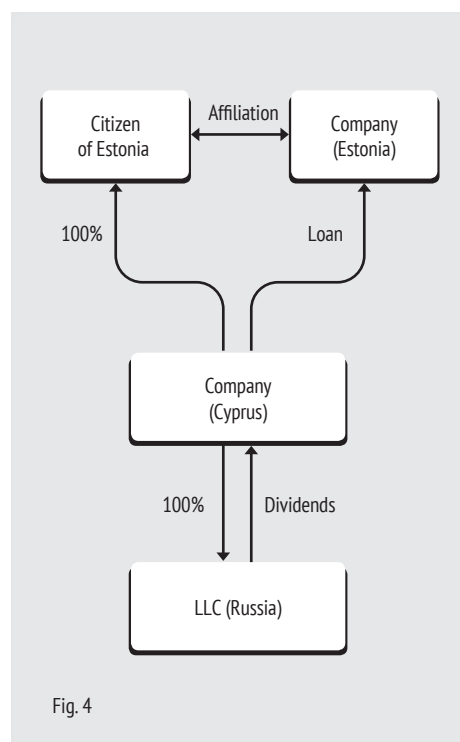 Citizen
of Estonia
Affiliation
Company
(Estonia)
100%
Loan
Company
(Cyprus)
100%
Dividends
LLC (Russia)
Fig. 4